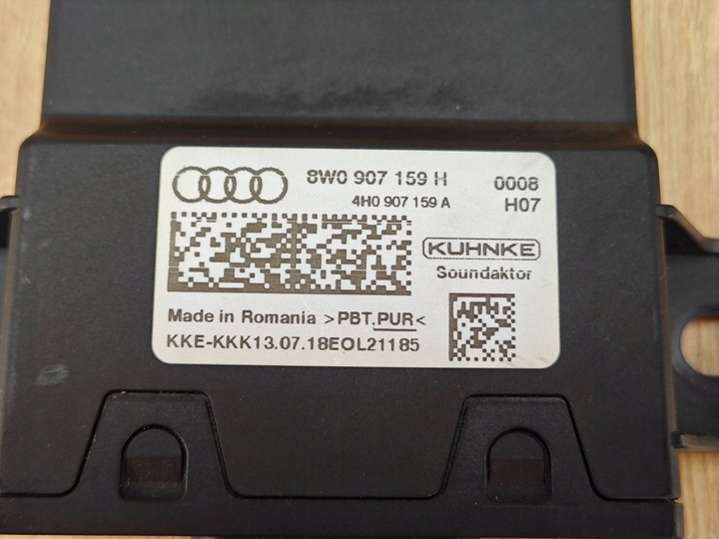 8W0 907 159 H 0008
4H0 907 159 A H07
KUHNKE
Soundaktor
Made in Romania >PBT.PUR<
KKE-KKK13.07.18EOL21185